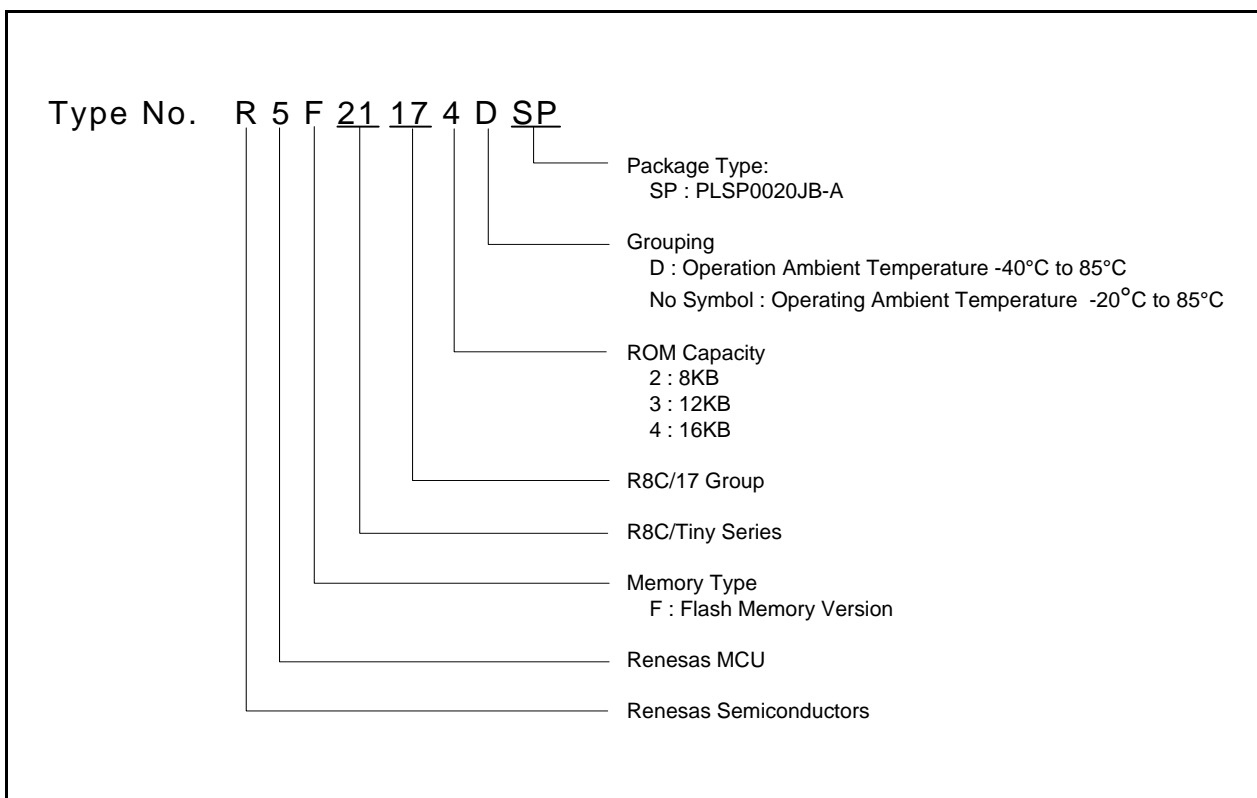 Type No. R 5 F 21 17 4 D SP
Package Type:
SP : PLSP0020JB-A
Grouping
D : Operation Ambient Temperature -40°C to 85°C
No Symbol : Operating Ambient Temperature -20°C to 85°C
ROM Capacity
2 : 8KB
3 : 12KB
4 : 16KB
R8C/17 Group
R8C/Tiny Series
Memory Type
F : Flash Memory Version
Renesas MCU
Renesas Semiconductors